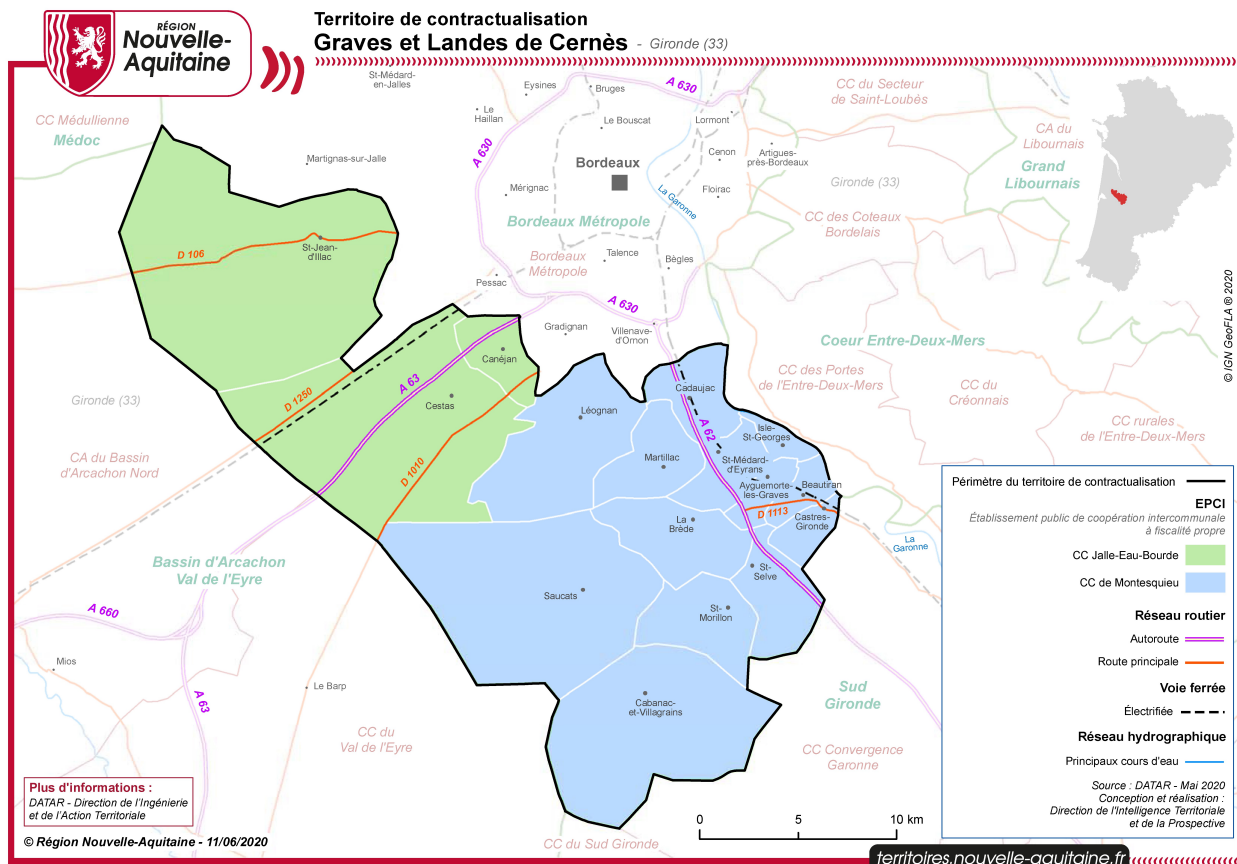 RÉGION
Nouvelle-
Aquitaine
Territoire de contractualisation
Graves et Landes de Cernès - Gironde (33)
St-Médard-
en-Jalles
Eysines
Bruges
A 630
CC du Secteur
de Saint-Loubès
Le
Haillan
Le Bouscat
Lormont
CC Médullienne
Médoc
CA du
Libournais
Grand
Libournais
Martignas-sur-Jalle
A 630
Bordeaux
Cenon
Artigues-
près-Bordeaux
Mérignac
La Garonne
Floirac
Gironde (33)
Bordeaux Métropole
CC des Coteaux
Bordelais
D 106
St-Jean-
d'Illac
Bordeaux
Métropole
Talence
Bègles
Pessac
A 630
Gradignan
Villenave-
d'Ornon
Coeur Entre-Deux-Mers
Canéjan
CC des Portes
de l'Entre-Deux-Mers
CC du
Créonnais
A 63
D 1250
Cestas
Gironde (33)
Cadaujac
Léognan
A 62
Isle-
St-Georges
CC rurales
de l'Entre-Deux-Mers
CA du Bassin
d'Arcachon Nord
D 1010
Martillac
St-Médard-
d'Eyrans
Ayguemorte-
les-Graves
Beautiran
D 1113
Castres-
Gironde
La
Brède
La
Garonne
Bassin d'Arcachon
Val de l'Eyre
St-
Selve
Saucats
St-
Morillon
A 660
Mios
A 63
Le Barp
Cabanac-
et-Villagrains
Sud
Gironde
CC du
Val de l'Eyre
CC Convergence
Garonne
CC du Sud Gironde
© IGN GeoFLA ® 2020
Périmètre du territoire de contractualisation
EPCI
Établissement public de coopération intercommunale
à fiscalité propre
CC Jalle-Eau-Bourde
CC de Montesquieu
Réseau routier
Autoroute
Route principale
Voie ferrée
Électrifiée
Réseau hydrographique
Principaux cours d'eau
Source : DATAR - Mai 2020
Conception et réalisation :
Direction de l'Intelligence Territoriale
et de la Prospective
Plus d'informations :
DATAR - Direction de l'Ingénierie
et de l'Action Territoriale
© Région Nouvelle-Aquitaine - 11/06/2020
0 5 10 km
territoires.nouvelle-aquitaine.fr